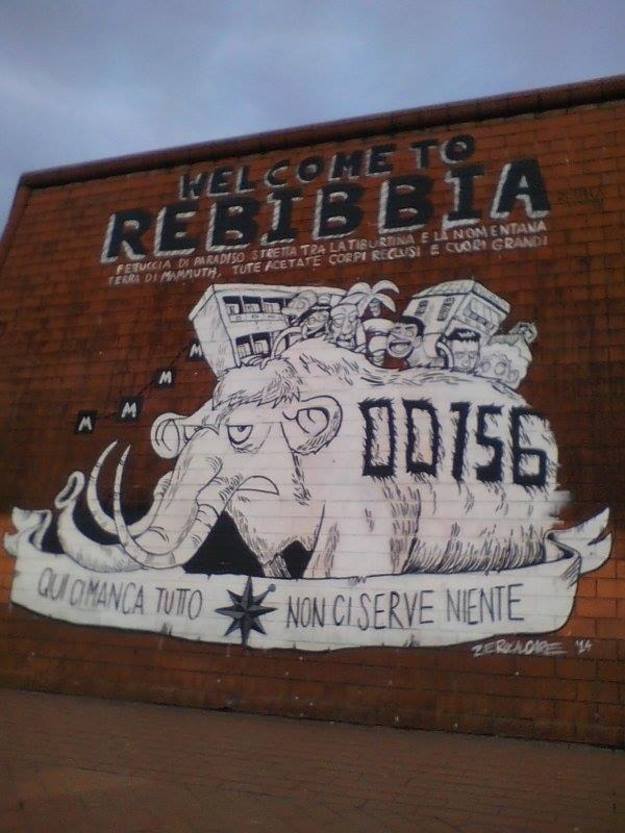 WELCOME TO
REBIBBIA
FETTUCCIA DI PARADISO STRETTA TRA LA TIBURTINA E LA NOMENTANA
TERRA DI MAMMUTH, TUTE ACETATE CORPI RECLUSI E CUORI GRANDI
M
M
M
M
00156
QUI CI MANCA TUTTO NON CI SERVE NIENTE
ZEROCALCARE '14